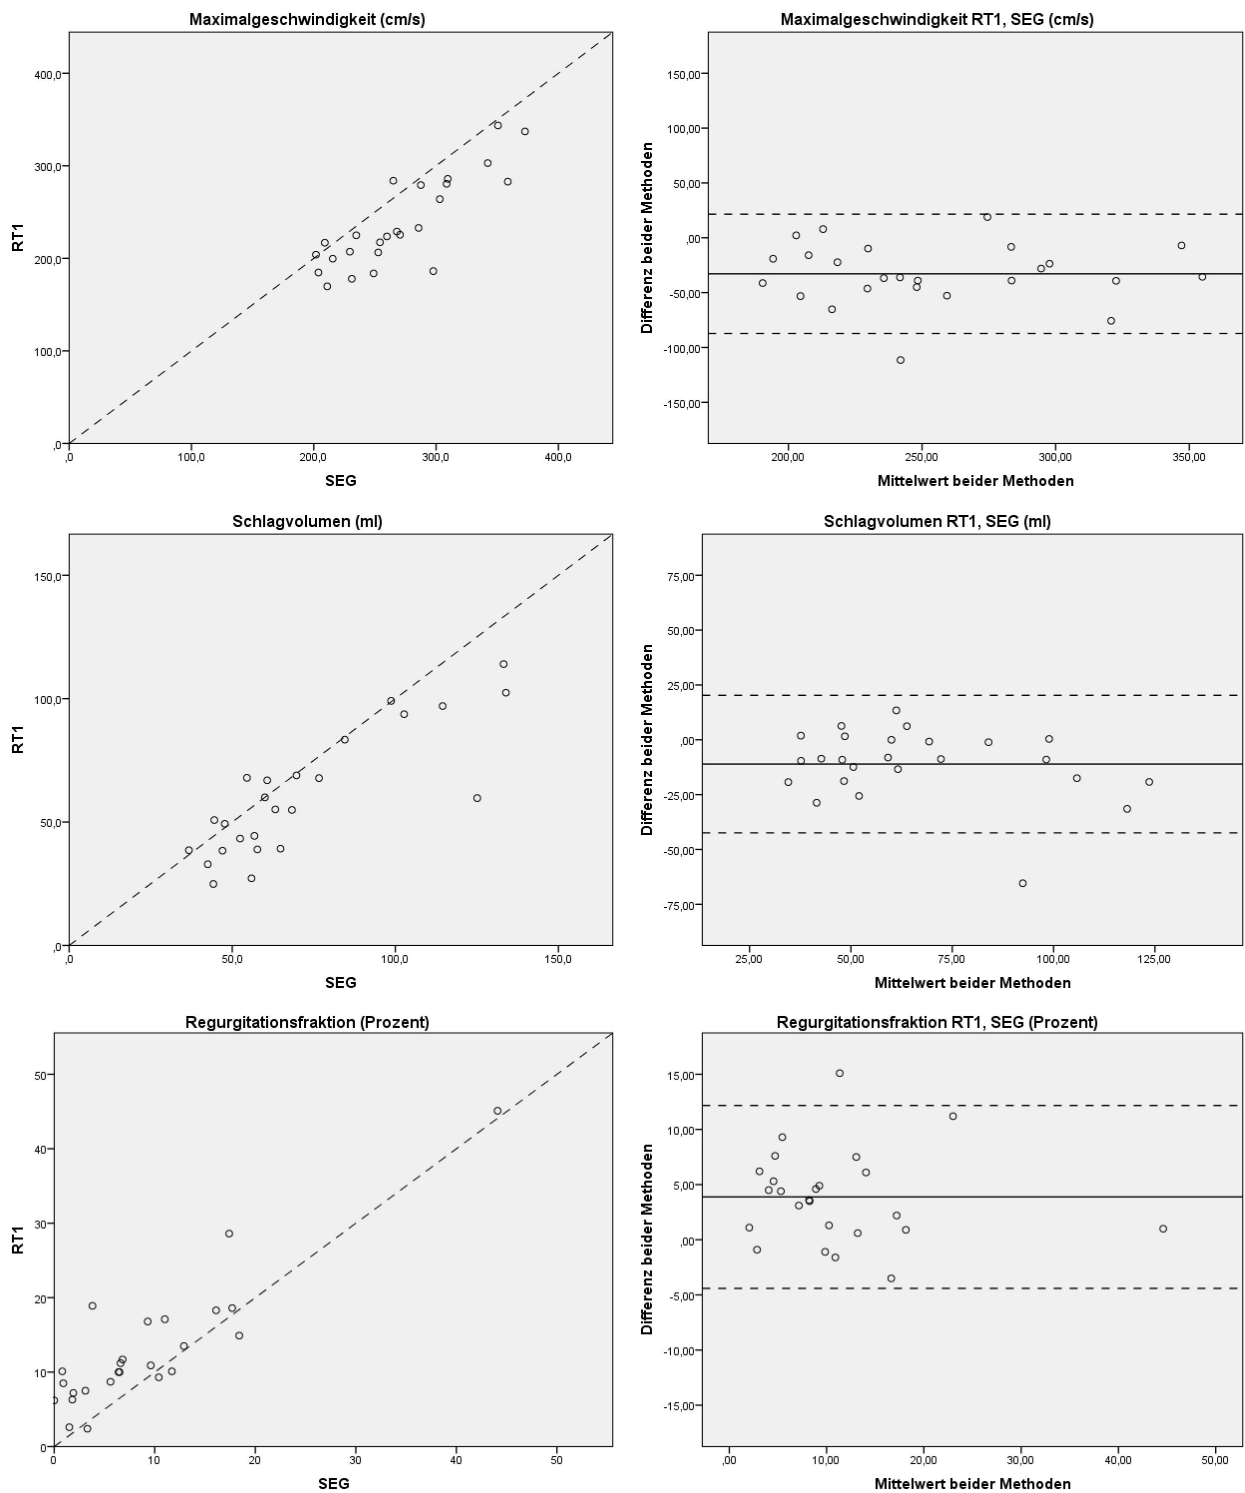 Maximalgeschwindigkeit (cm/s)
400,0
300,0
200,0
100,0
,0
RT1
,0 100,0 200,0 300,0 400,0
SEG
Maximalgeschwindigkeit RT1, SEG (cm/s)
150,00
100,00
50,00
,00
-50,00
-100,00
-150,00
Differenz beider Methoden
200,00 250,00 300,00 350,00
Mittelwert beider Methoden
Schlagvolumen (ml)
150,0
100,0
50,0
,0
RT1
,0 50,0 100,0 150,0
SEG
Schlagvolumen RT1, SEG (ml)
75,00
50,00
25,00
,00
-25,00
-50,00
-75,00
Differenz beider Methoden
25,00 50,00 75,00 100,00 125,00
Mittelwert beider Methoden
Regurgitationsfraktion (Prozent)
50
40
30
20
10
0
RT1
0 10 20 30 40 50
SEG
Regurgitationsfraktion RT1, SEG (Prozent)
15,00
10,00
5,00
,00
-5,00
-10,00
-15,00
Differenz beider Methoden
,00 10,00 20,00 30,00 40,00 50,00
Mittelwert beider Methoden